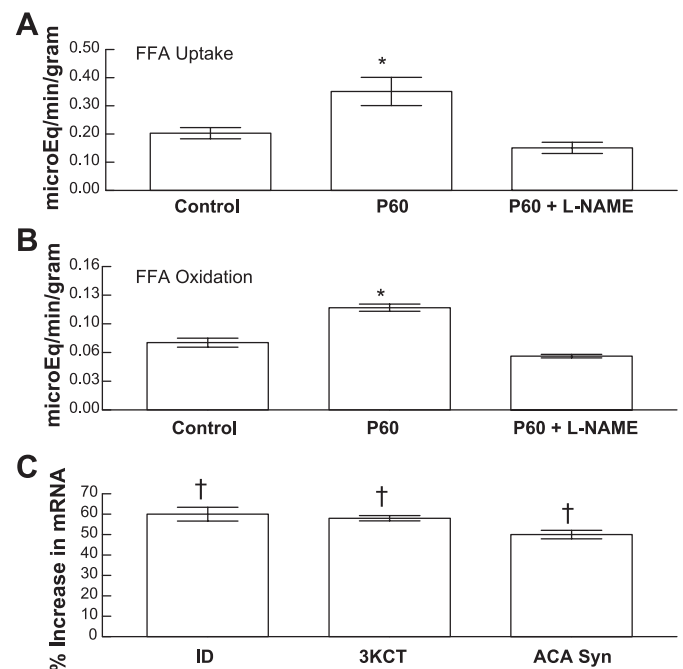 A
microEq/min/gram
FFA Uptake
0.50
0.40
0.30
0.20
0.10
0.00
*
Control P60 P60 + L-NAME
B
microEq/min/gram
FFA Oxidation
0.16
0.13
0.10
0.06
0.03
0.00
*
Control P60 P60 + L-NAME
C
% Increase in mRNA
70
60
50
40
30
20
10
0
† † †
ID 3KCT ACA Syn